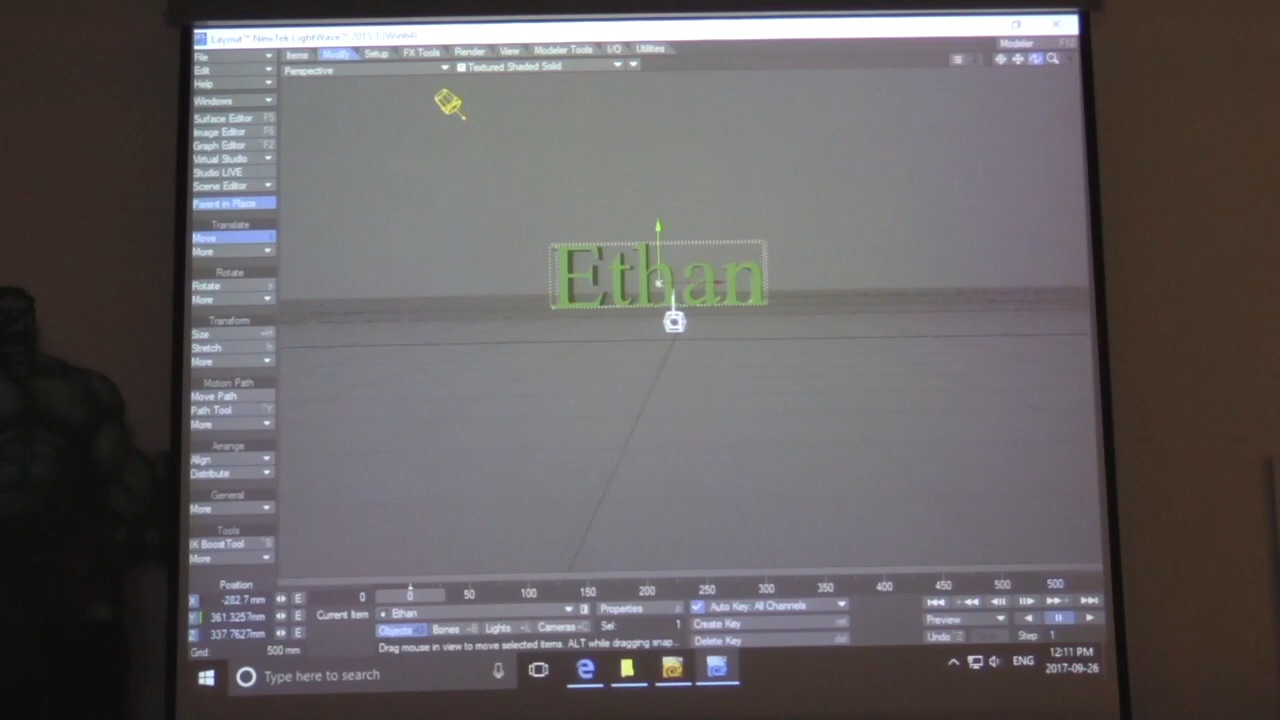 Layout™ NewTek LightWave™
Modeler
File
Items Modify Setup FX Tools Render View Modeler Tools I/O Utilities
Edit
Perspective Textured Shaded Solid
Help
Windows
Surface Editor F5
Image Editor F6
Graph Editor ^F2
Virtual Studio
Studio LIVE
Scene Editor
Parent in Place
Translate
Move
More
Rotate
Rotate
More
Transform
Size
Stretch
More
Motion Path
Move Path
Path Tool
More
Arrange
Align
Distribute
General
More
Tools
IK BoostTool
More
Ethan
Position
X -282.7 mm E
Y 361.3257mm E
Z 337.7627mm E
Grid: 500 mm
0 0 50 100 150 200 250 300 350 400 450 500 500
Current Item Ethan Properties Auto Key: All Channels
Objects Bones Lights Cameras Sel: 1 Create Key Preview
Drag mouse in view to move selected items. ALT while dragging snap... Delete Key Undo Step 1
Type here to search
ENG
12:11 PM
2017-09-26